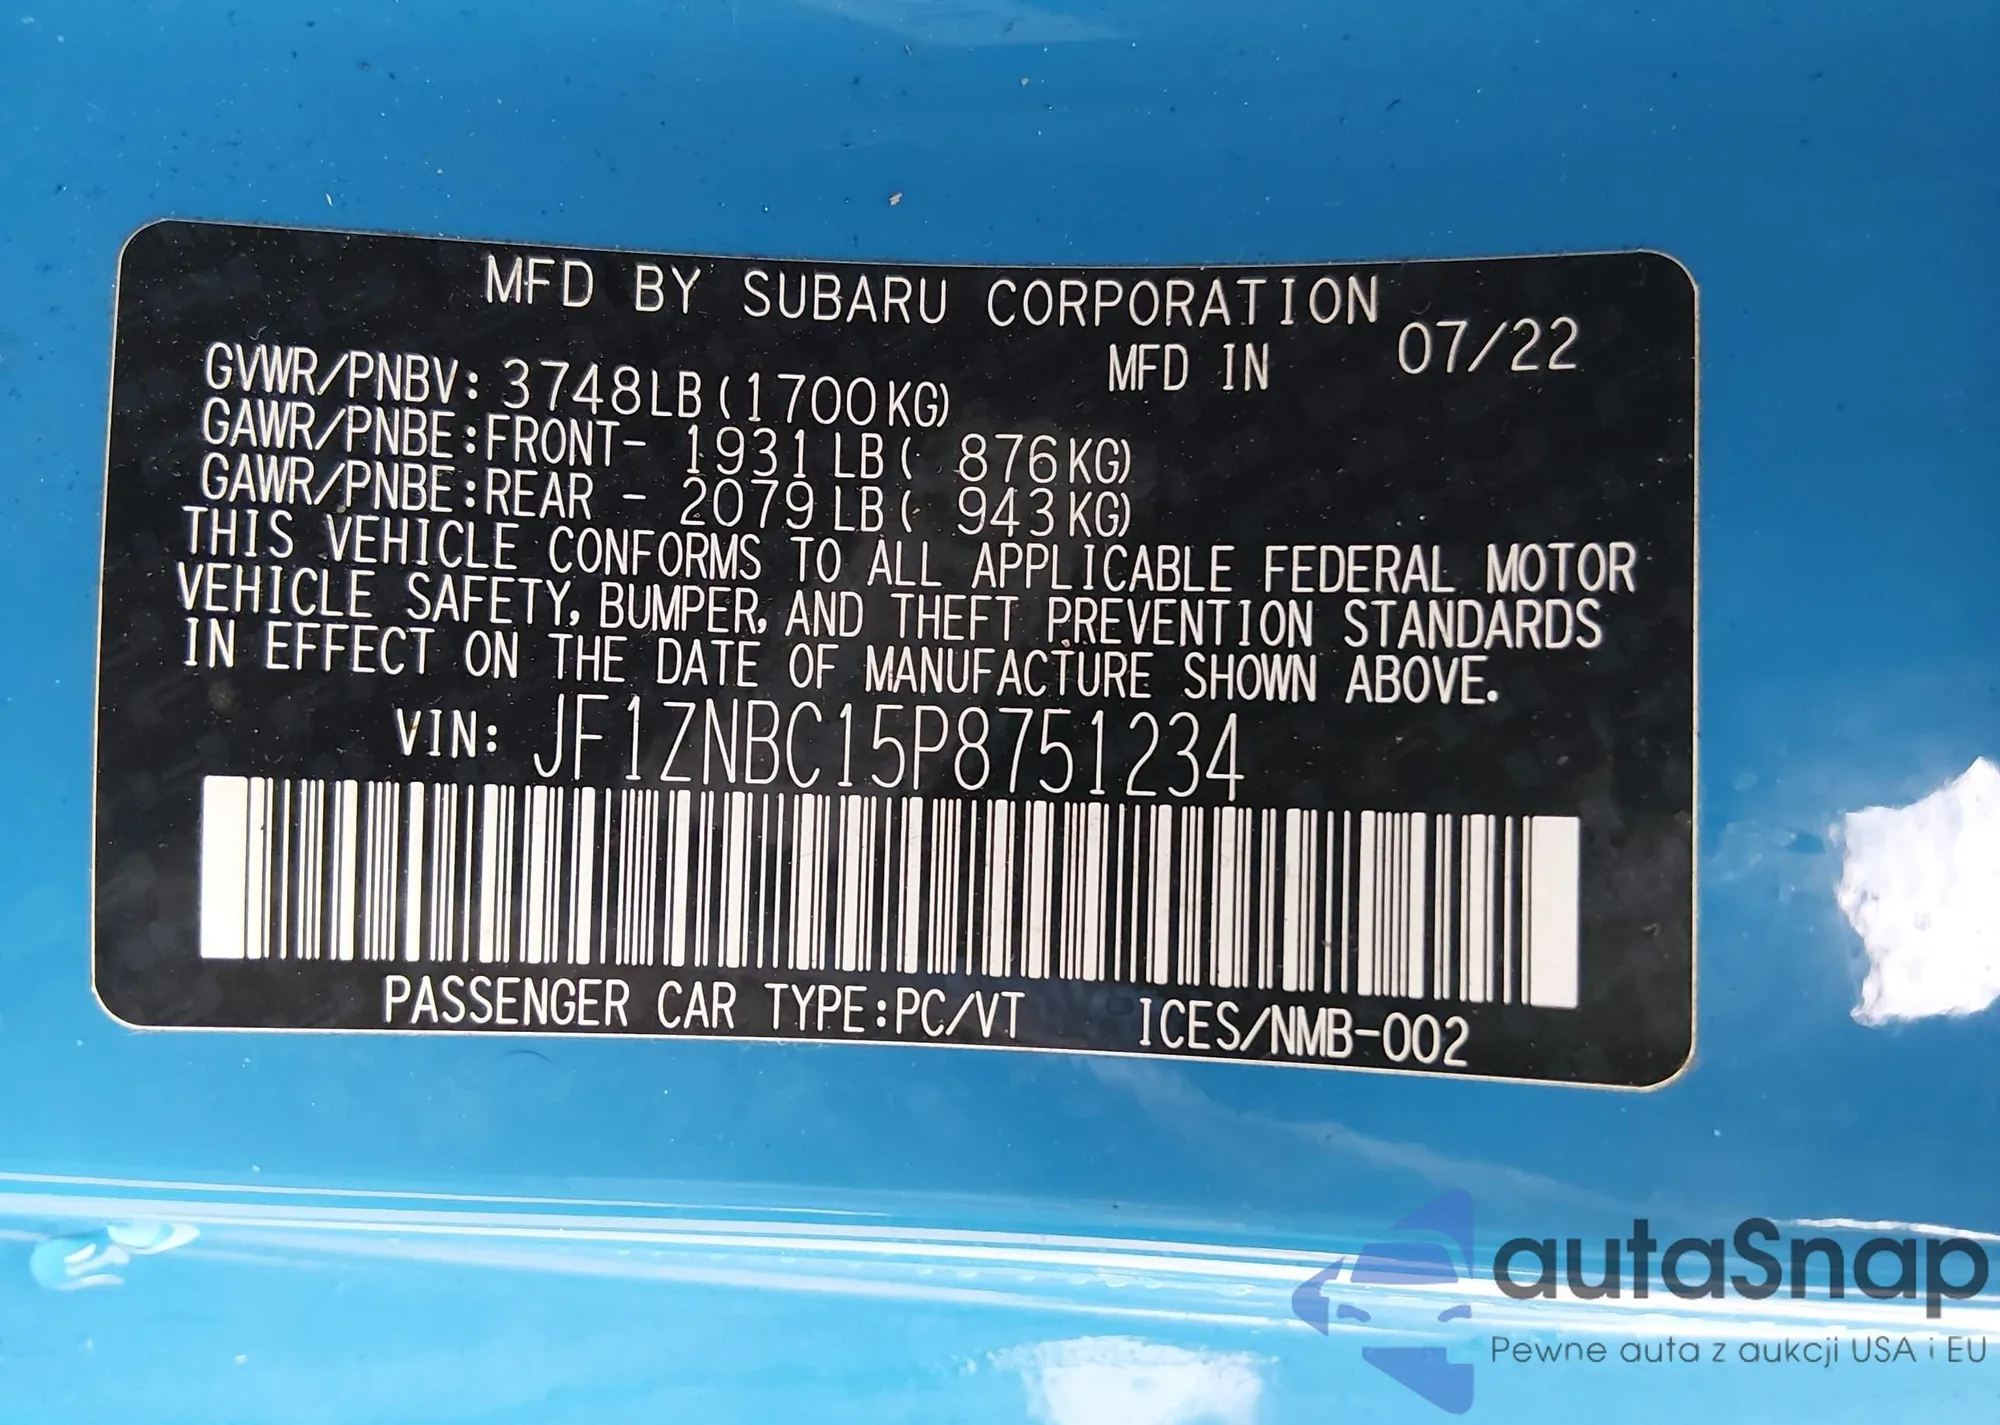 MFD BY SUBARU CORPORATION
MFD IN 07/22
GVWR/PNBV: 3748LB (1700KG)
GAWR/PNBE:FRONT- 1931LB( 876KG)
GAWR/PNBE:REAR - 2079LB( 943KG)
THIS VEHICLE CONFORMS TO ALL APPLICABLE FEDERAL MOTOR
VEHICLE SAFETY, BUMPER, AND THEFT PREVENTION STANDARDS
IN EFFECT ON THE DATE OF MANUFACTURE SHOWN ABOVE.
VIN: JF1ZNBC15P8751234
PASSENGER CAR TYPE:PC/VT ICES/NMB-002
autaSnap
Pewne auta z aukcji USA i EU